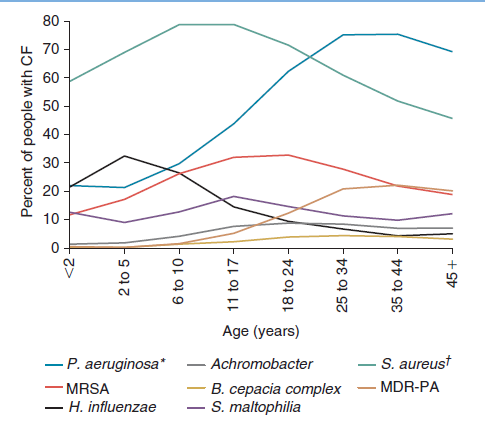 Percent of people with CF
80
70
60
50
40
30
20
10
0
<2
2 to 5
6 to 10
11 to 17
18 to 24
25 to 34
35 to 44
45 +
Age (years)
P. aeruginosa* Achromobacter S. aureus†
MRSA B. cepacia complex MDR-PA
H. influenzae S. maltophilia